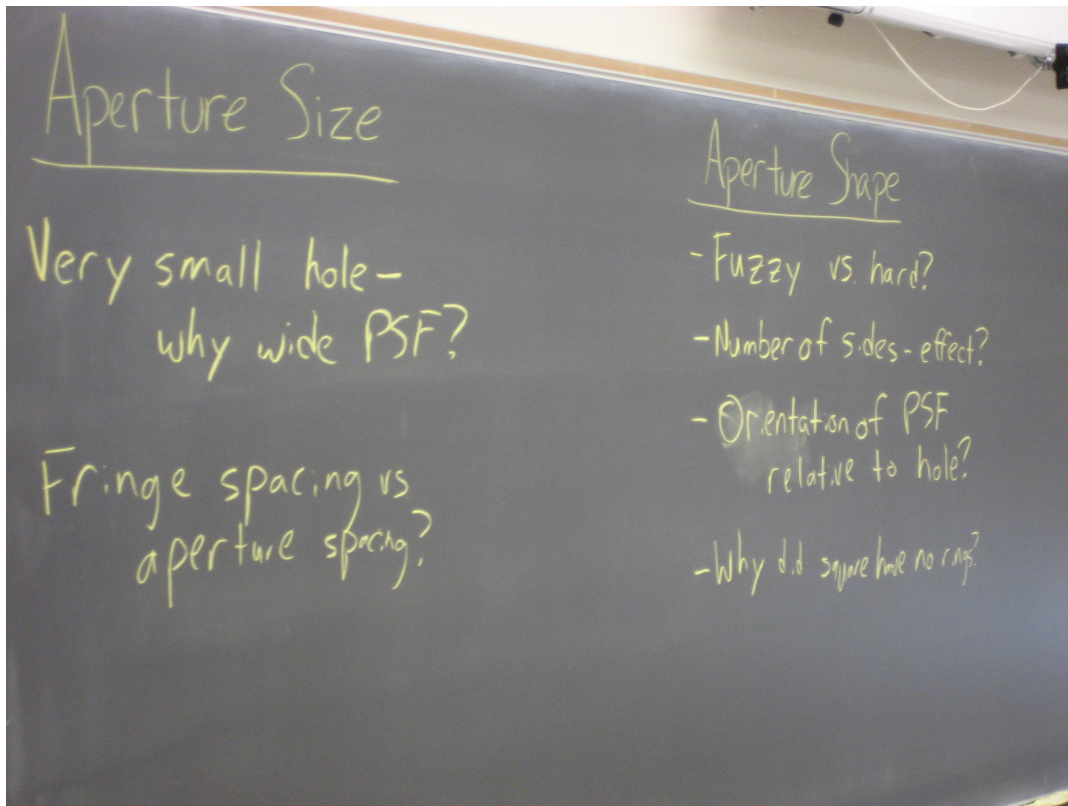 Aperture Size
Very small hole-
why wide PSF?
Fringe spacing vs
aperture spacing?
Aperture Shape
- Fuzzy vs. hard?
- Number of sides - effect?
- Orientation of PSF
relative to hole?
- Why did square have no rings?